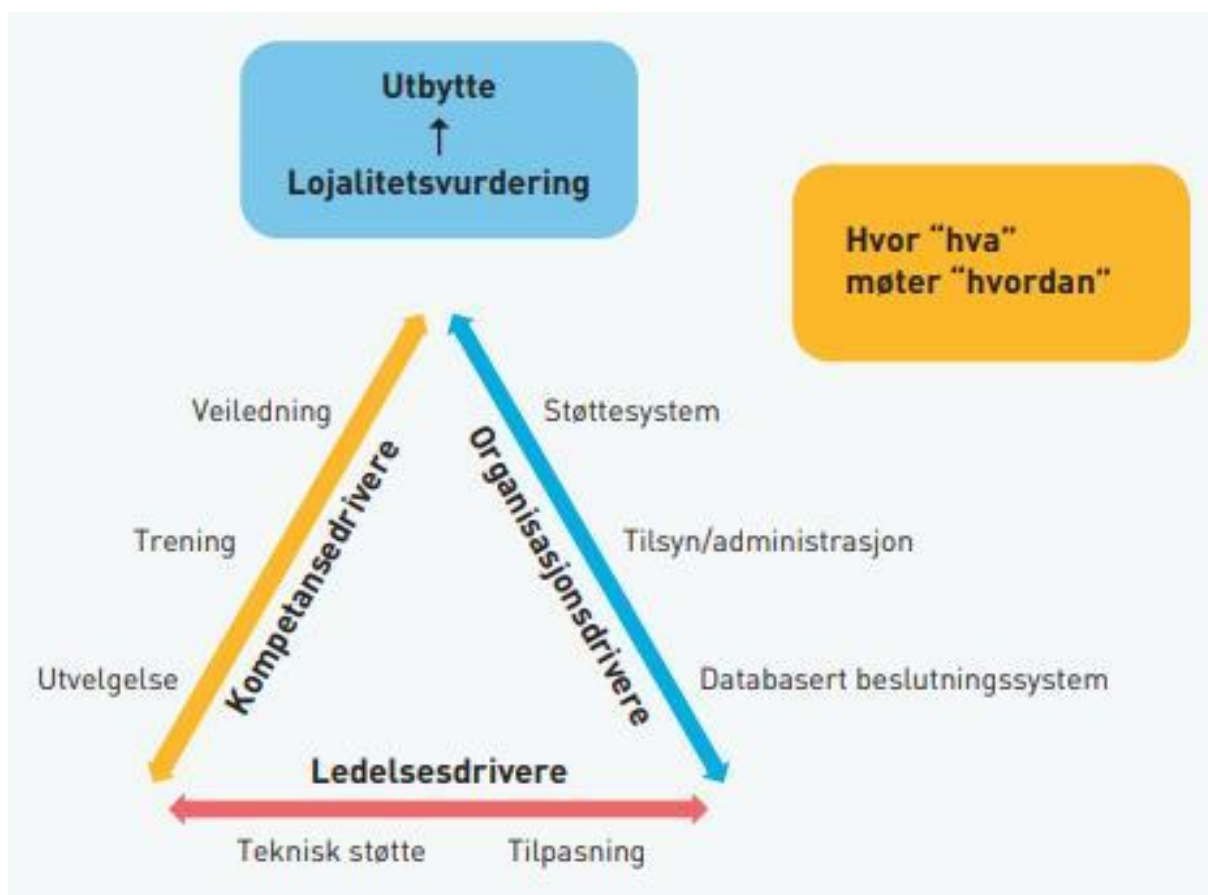 Utbytte
↑
Lojalitetsvurdering
Hvor “hva”
møter “hvordan”
Veiledning
Støttesystem
Trening
Kompetansedrivere
Organisasjonsdrivere
Tilsyn/administrasjon
Utvelgelse
Databasert beslutningssystem
Ledelsesdrivere
Teknisk støtte
Tilpasning